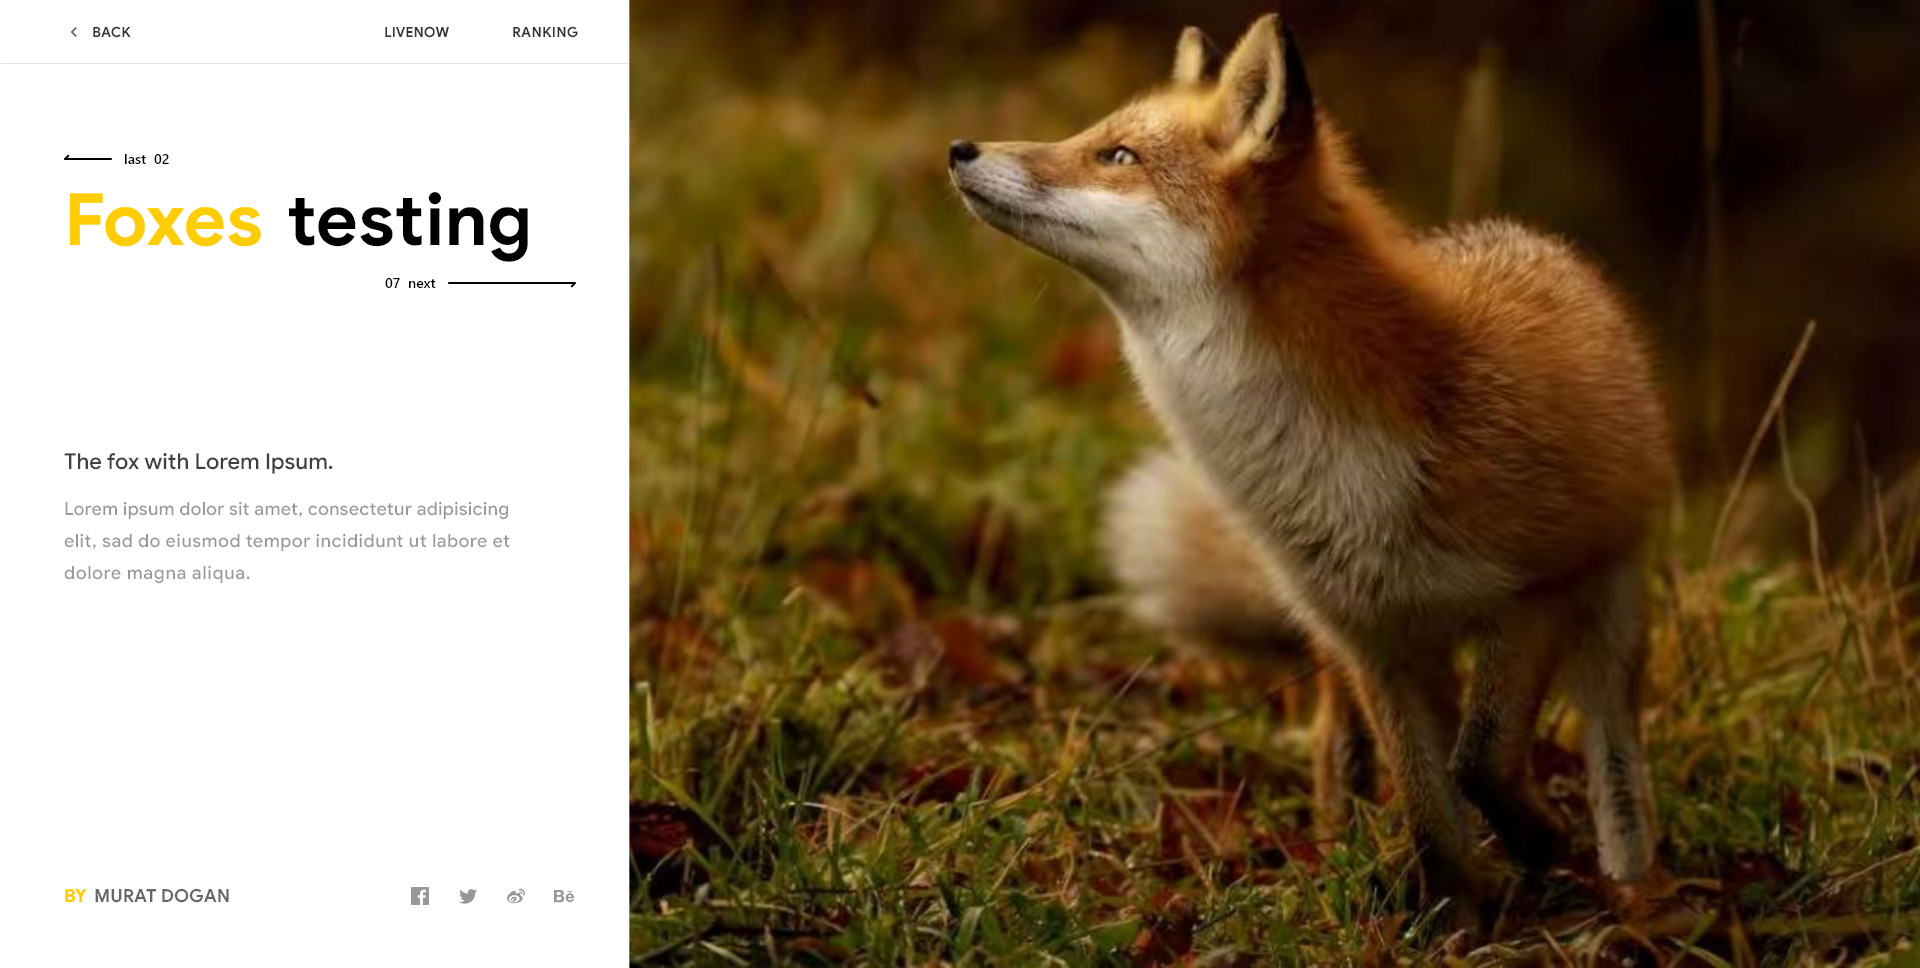 BACK LIVENOW RANKING
last 02
Foxes testing
07 next
The fox with Lorem Ipsum.
Lorem ipsum dolor sit amet, consectetur adipisicing
elit, sad do eiusmod tempor incididunt ut labore et
dolore magna aliqua.
BY MURAT DOGAN Bē